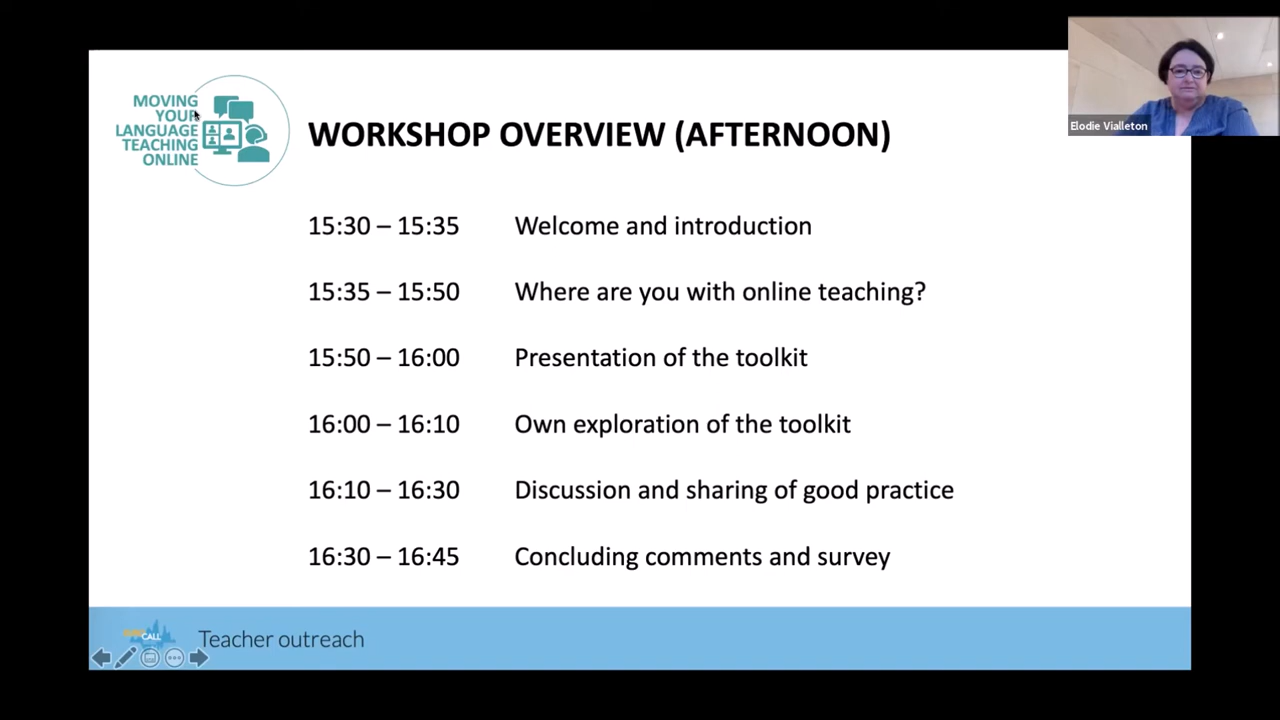 MOVING
YOUR
LANGUAGE
TEACHING
ONLINE
WORKSHOP OVERVIEW (AFTERNOON)
Elodie Vialleton
15:30 – 15:35 Welcome and introduction
15:35 – 15:50 Where are you with online teaching?
15:50 – 16:00 Presentation of the toolkit
16:00 – 16:10 Own exploration of the toolkit
16:10 – 16:30 Discussion and sharing of good practice
16:30 – 16:45 Concluding comments and survey
CALL
Teacher outreach